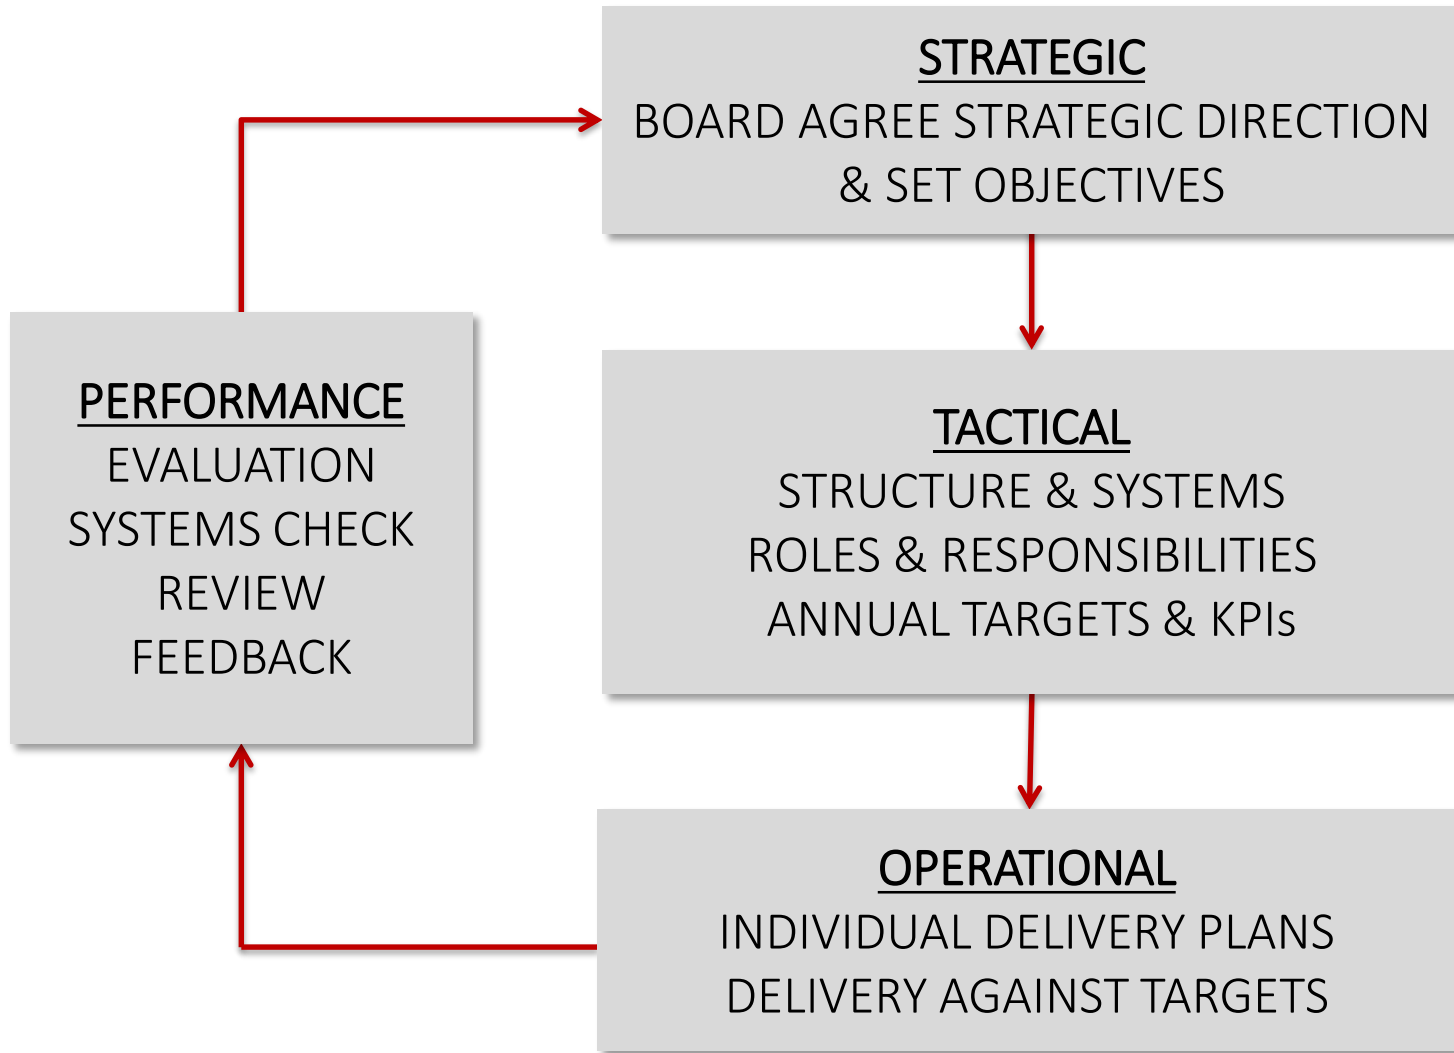 STRATEGIC
BOARD AGREE STRATEGIC DIRECTION
& SET OBJECTIVES
PERFORMANCE
EVALUATION
SYSTEMS CHECK
REVIEW
FEEDBACK
TACTICAL
STRUCTURE & SYSTEMS
ROLES & RESPONSIBILITIES
ANNUAL TARGETS & KPIs
OPERATIONAL
INDIVIDUAL DELIVERY PLANS
DELIVERY AGAINST TARGETS